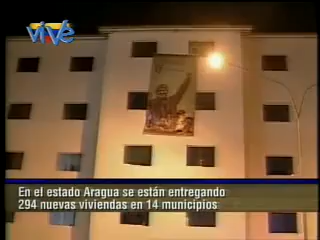 vive
En el estado Aragua se están entregando
294 nuevas viviendas en 14 municipios